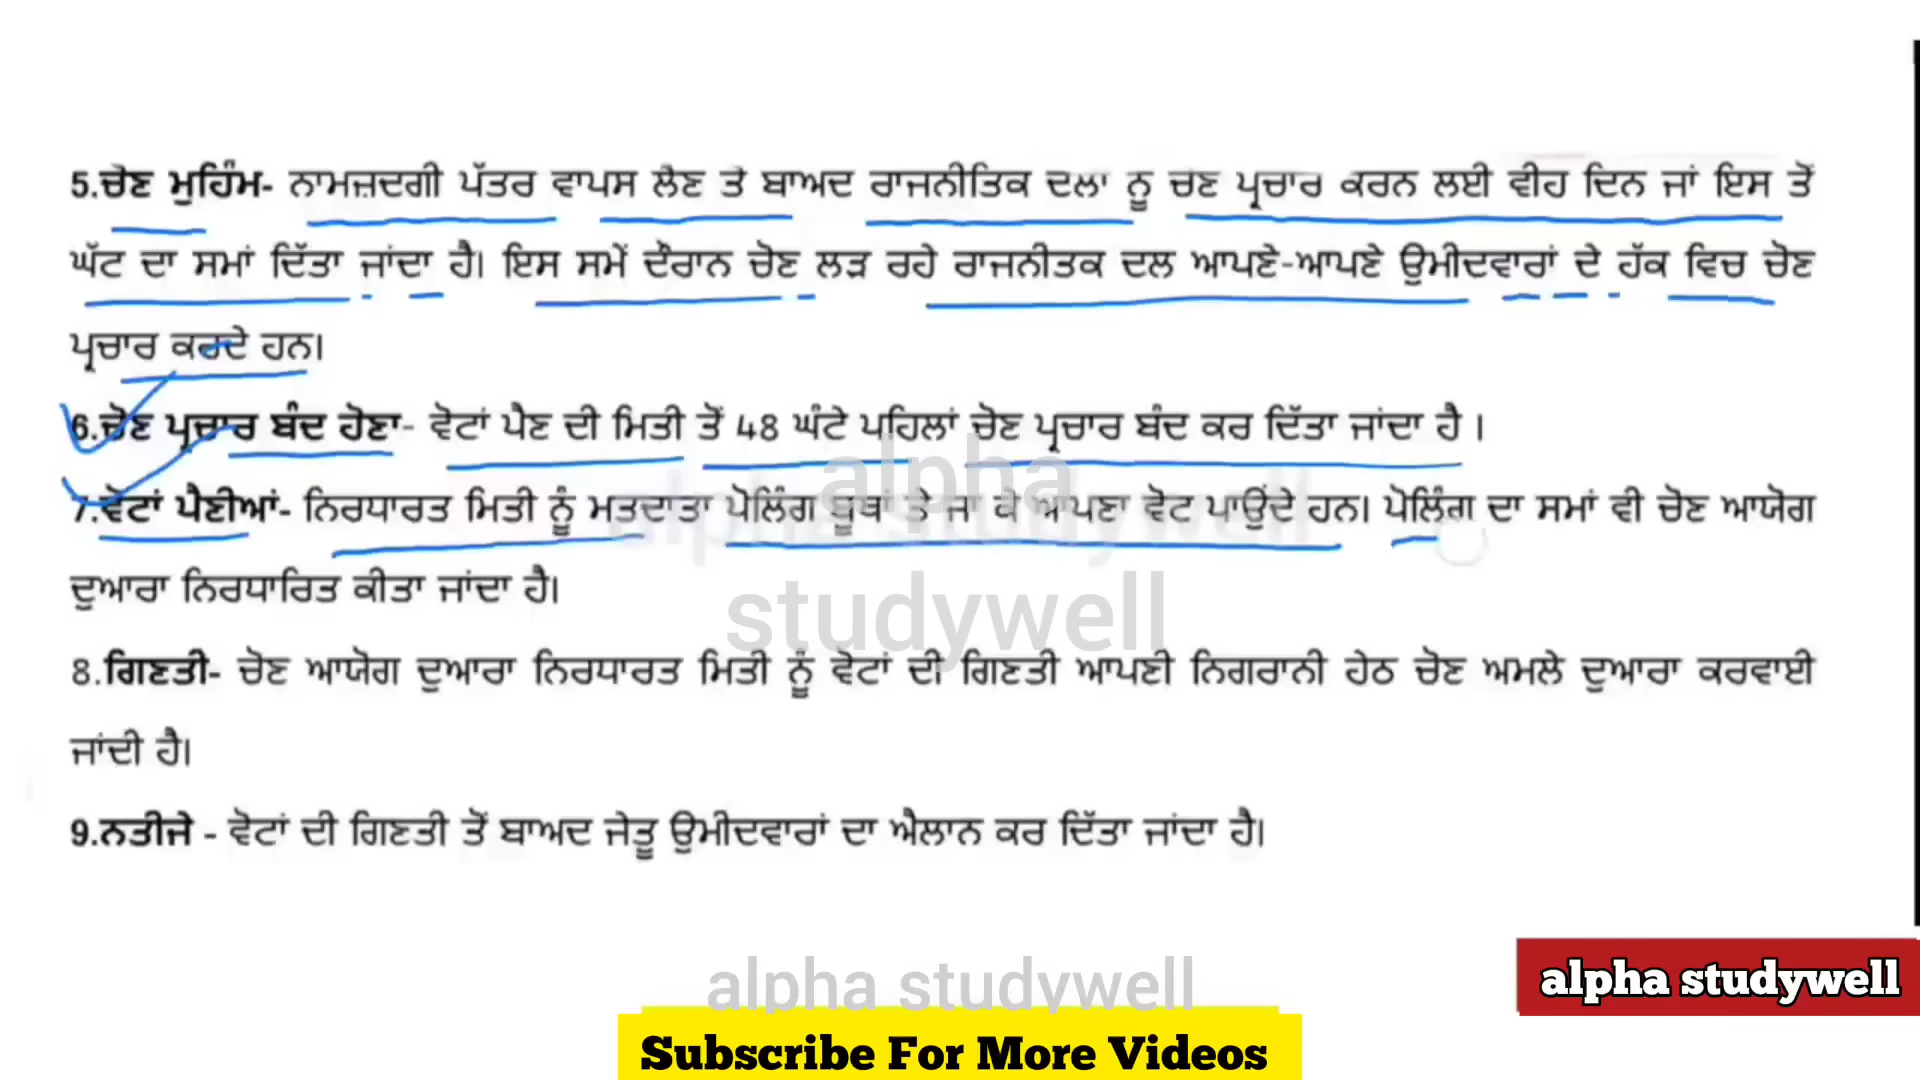 5.ਚੋਣ ਮੁਹਿੰਮ- ਨਾਮਜ਼ਦਗੀ ਪੱਤਰ ਵਾਪਸ ਲੈਣ ਤੋਂ ਬਾਅਦ ਰਾਜਨੀਤਿਕ ਦਲਾਂ ਨੂੰ ਚੋਣ ਪ੍ਰਚਾਰ ਕਰਨ ਲਈ ਵੀਹ ਦਿਨ ਜਾਂ ਇਸ ਤੋਂ
ਘੱਟ ਦਾ ਸਮਾਂ ਦਿੱਤਾ ਜਾਂਦਾ ਹੈ। ਇਸ ਸਮੇਂ ਦੌਰਾਨ ਚੋਣ ਲੜ ਰਹੇ ਰਾਜਨੀਤਕ ਦਲ ਆਪਣੇ-ਆਪਣੇ ਉਮੀਦਵਾਰਾਂ ਦੇ ਹੱਕ ਵਿਚ ਚੋਣ
ਪ੍ਰਚਾਰ ਕਰਦੇ ਹਨ।
6.ਚੋਣ ਪ੍ਰਚਾਰ ਬੰਦ ਹੋਣਾ- ਵੋਟਾਂ ਪੈਣ ਦੀ ਮਿਤੀ ਤੋਂ 48 ਘੰਟੇ ਪਹਿਲਾਂ ਚੋਣ ਪ੍ਰਚਾਰ ਬੰਦ ਕਰ ਦਿੱਤਾ ਜਾਂਦਾ ਹੈ ।
7.ਵੋਟਾਂ ਪੈਣੀਆਂ- ਨਿਰਧਾਰਤ ਮਿਤੀ ਨੂੰ ਮਤਦਾਤਾ ਪੋਲਿੰਗ ਬੂਥਾਂ ਤੇ ਜਾ ਕੇ ਆਪਣਾ ਵੋਟ ਪਾਉਂਦੇ ਹਨ। ਪੋਲਿੰਗ ਦਾ ਸਮਾਂ ਵੀ ਚੋਣ ਆਯੋਗ
ਦੁਆਰਾ ਨਿਰਧਾਰਿਤ ਕੀਤਾ ਜਾਂਦਾ ਹੈ।
8.ਗਿਣਤੀ- ਚੋਣ ਆਯੋਗ ਦੁਆਰਾ ਨਿਰਧਾਰਤ ਮਿਤੀ ਨੂੰ ਵੋਟਾਂ ਦੀ ਗਿਣਤੀ ਆਪਣੀ ਨਿਗਰਾਨੀ ਹੇਠ ਚੋਣ ਅਮਲੇ ਦੁਆਰਾ ਕਰਵਾਈ
ਜਾਂਦੀ ਹੈ।
9.ਨਤੀਜੇ - ਵੋਟਾਂ ਦੀ ਗਿਣਤੀ ਤੋਂ ਬਾਅਦ ਜੇਤੂ ਉਮੀਦਵਾਰਾਂ ਦਾ ਐਲਾਨ ਕਰ ਦਿੱਤਾ ਜਾਂਦਾ ਹੈ।
alpha
alpha studywell
studywell
alpha studywell
alpha studywell
Subscribe For More Videos